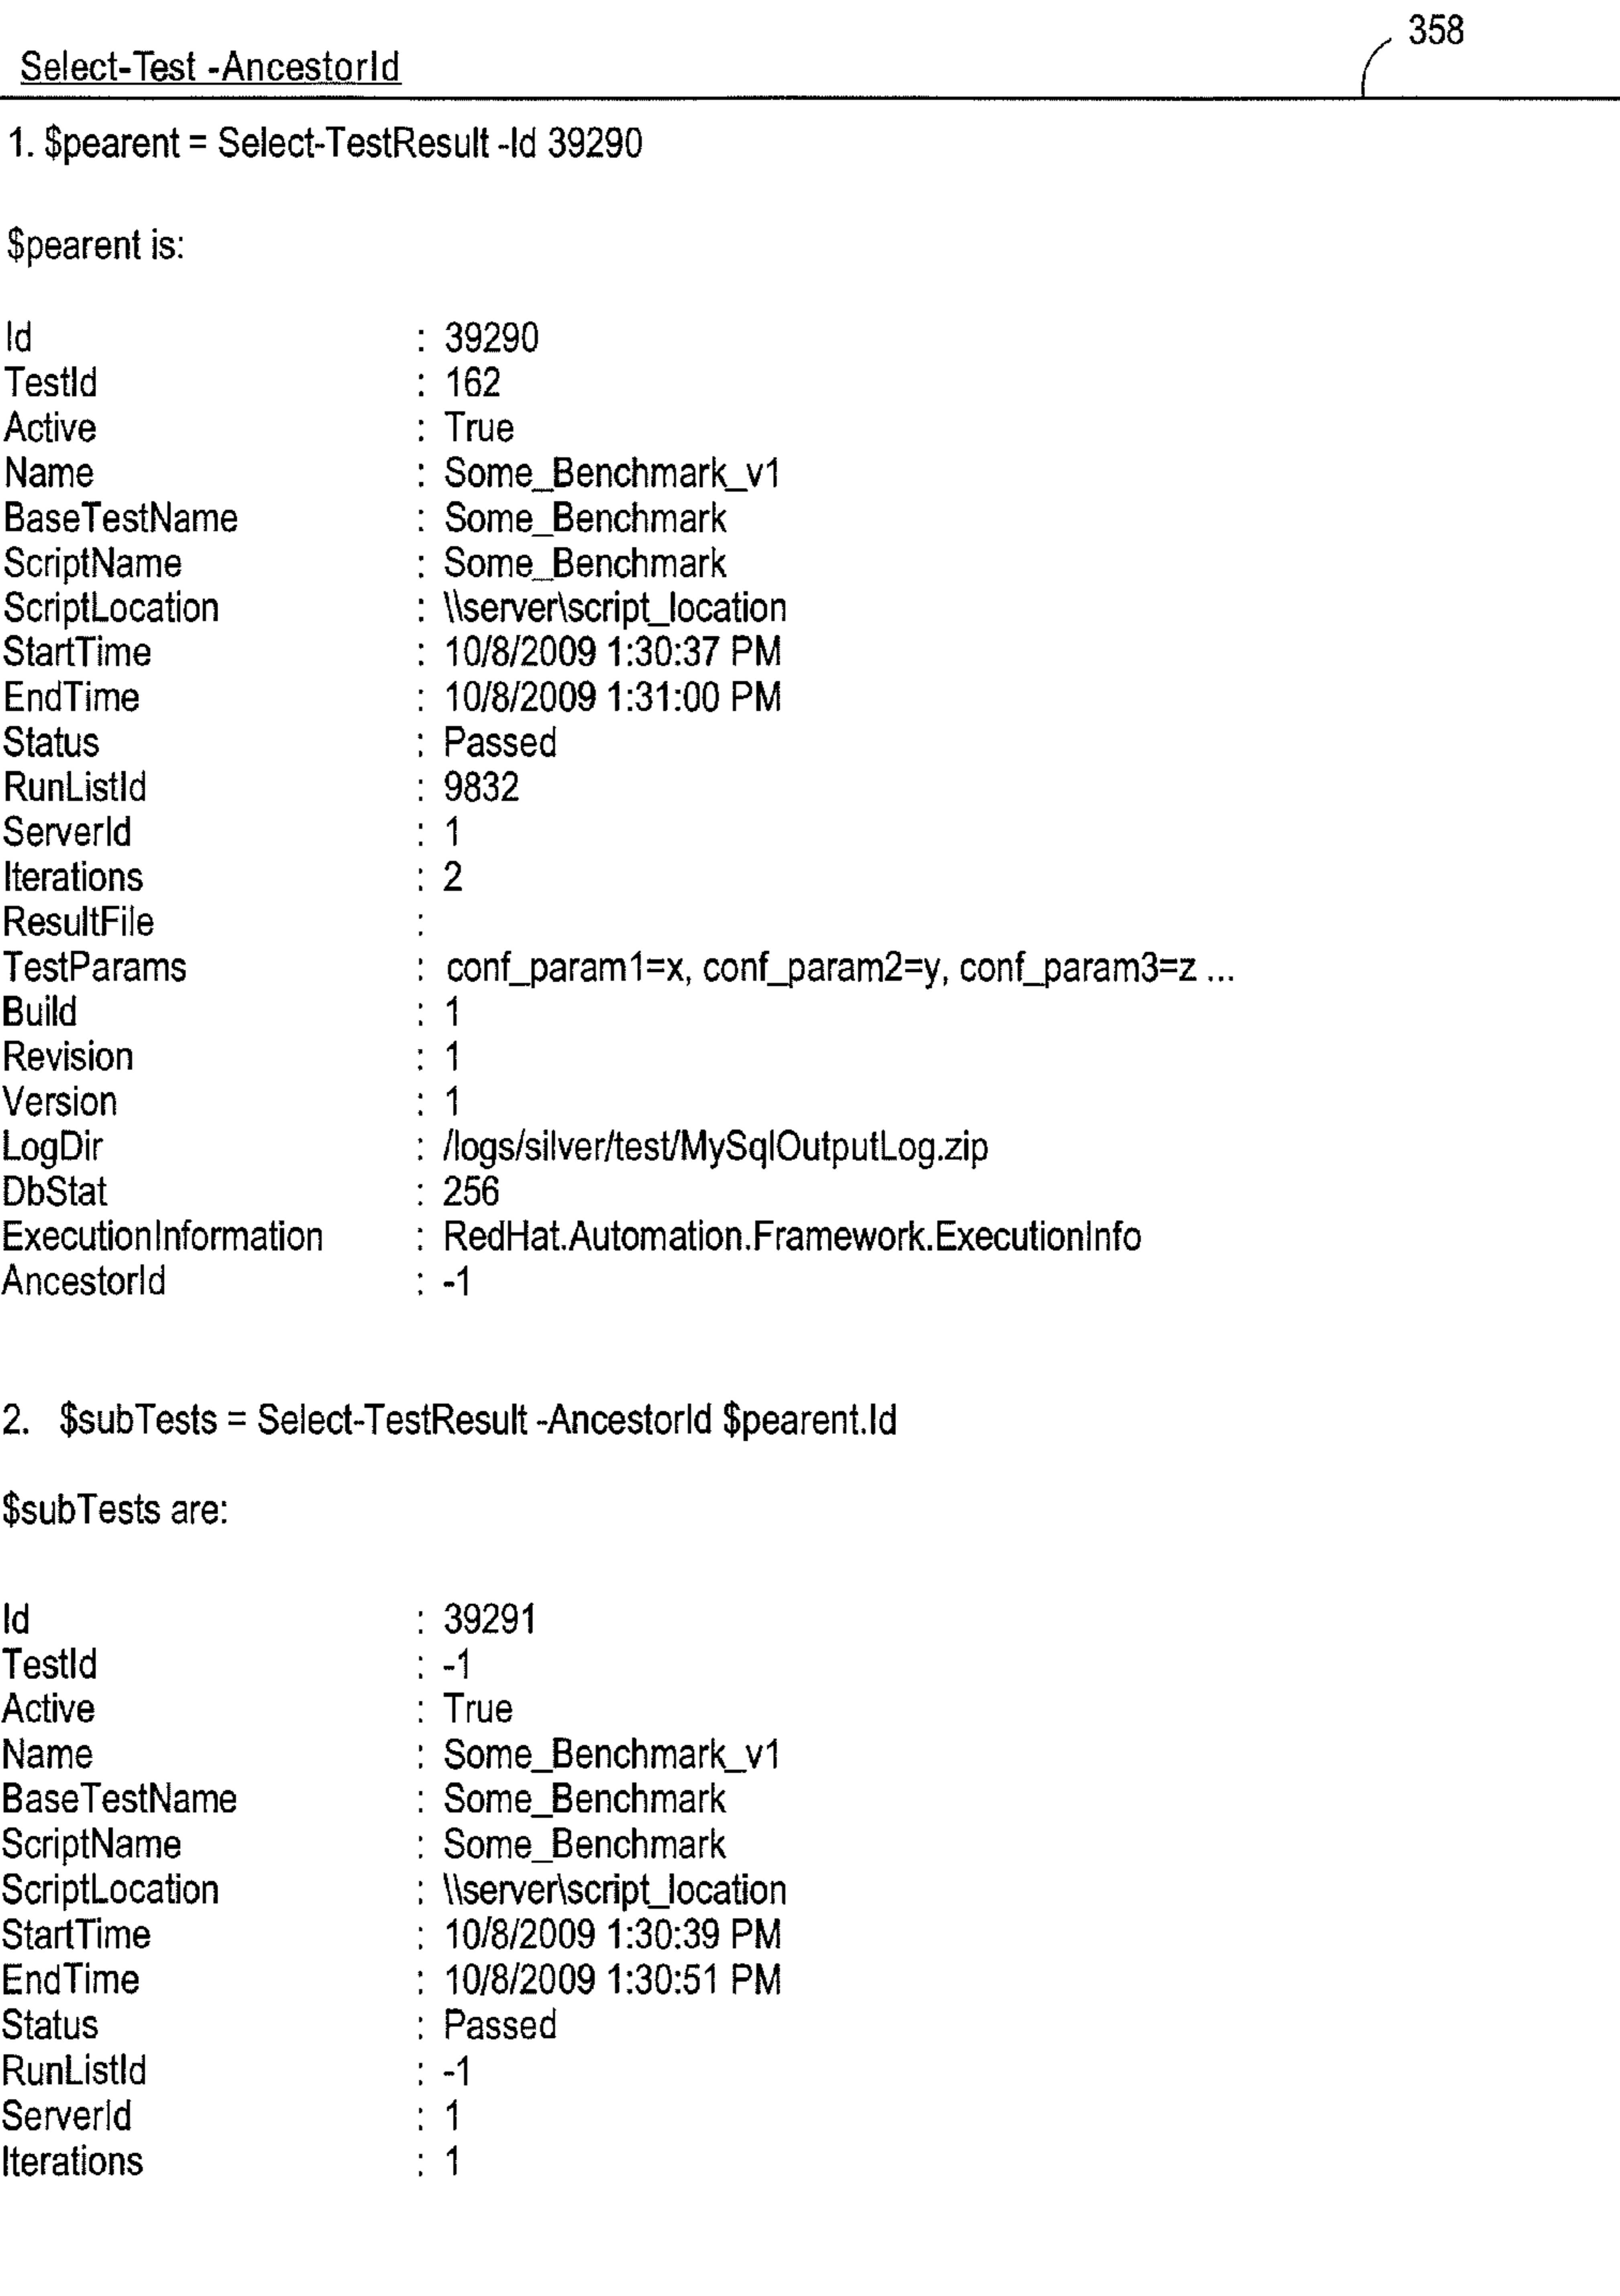 358
Select-Test -AncestorId
1. $pearent = Select-TestResult -Id 39290
$pearent is:
Id : 39290
TestId : 162
Active : True
Name : Some_Benchmark_v1
BaseTestName : Some_Benchmark
ScriptName : Some_Benchmark
ScriptLocation : \\server\script_location
StartTime : 10/8/2009 1:30:37 PM
EndTime : 10/8/2009 1:31:00 PM
Status : Passed
RunListId : 9832
ServerId : 1
Iterations : 2
ResultFile :
TestParams : conf_param1=x, conf_param2=y, conf_param3=z ...
Build : 1
Revision : 1
Version : 1
LogDir : /logs/silver/test/MySqlOutputLog.zip
DbStat : 256
ExecutionInformation : RedHat.Automation.Framework.ExecutionInfo
AncestorId : -1
2. $subTests = Select-TestResult -AncestorId $pearent.Id
$subTests are:
Id : 39291
TestId : -1
Active : True
Name : Some_Benchmark_v1
BaseTestName : Some_Benchmark
ScriptName : Some_Benchmark
ScriptLocation : \\server\script_location
StartTime : 10/8/2009 1:30:39 PM
EndTime : 10/8/2009 1:30:51 PM
Status : Passed
RunListId : -1
ServerId : 1
Iterations : 1